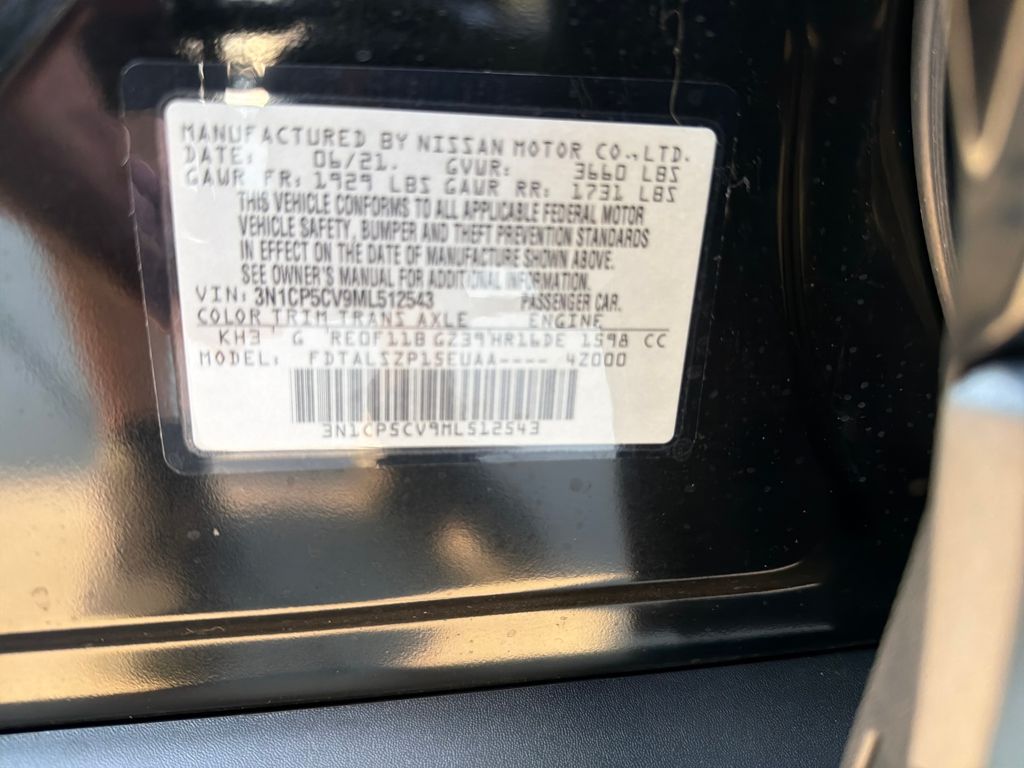 MANUFACTURED BY NISSAN MOTOR CO.,LTD.
DATE: 06/21. GVWR: 3660 LBS
GAWR FR: 1929 LBS GAWR RR: 1731 LBS
THIS VEHICLE CONFORMS TO ALL APPLICABLE FEDERAL MOTOR
VEHICLE SAFETY, BUMPER AND THEFT PREVENTION STANDARDS
IN EFFECT ON THE DATE OF MANUFACTURE SHOWN ABOVE.
SEE OWNER'S MANUAL FOR ADDITIONAL INFORMATION.
VIN: 3N1CP5CV9ML512543 PASSENGER CAR.
COLOR TRIM TRANS AXLE ENGINE
KH3 G RE0F11B GZ39 HR16DE 1598 CC
MODEL: FDTALSZP15EUAA---- 4Z000
3N1CP5CV9ML512543